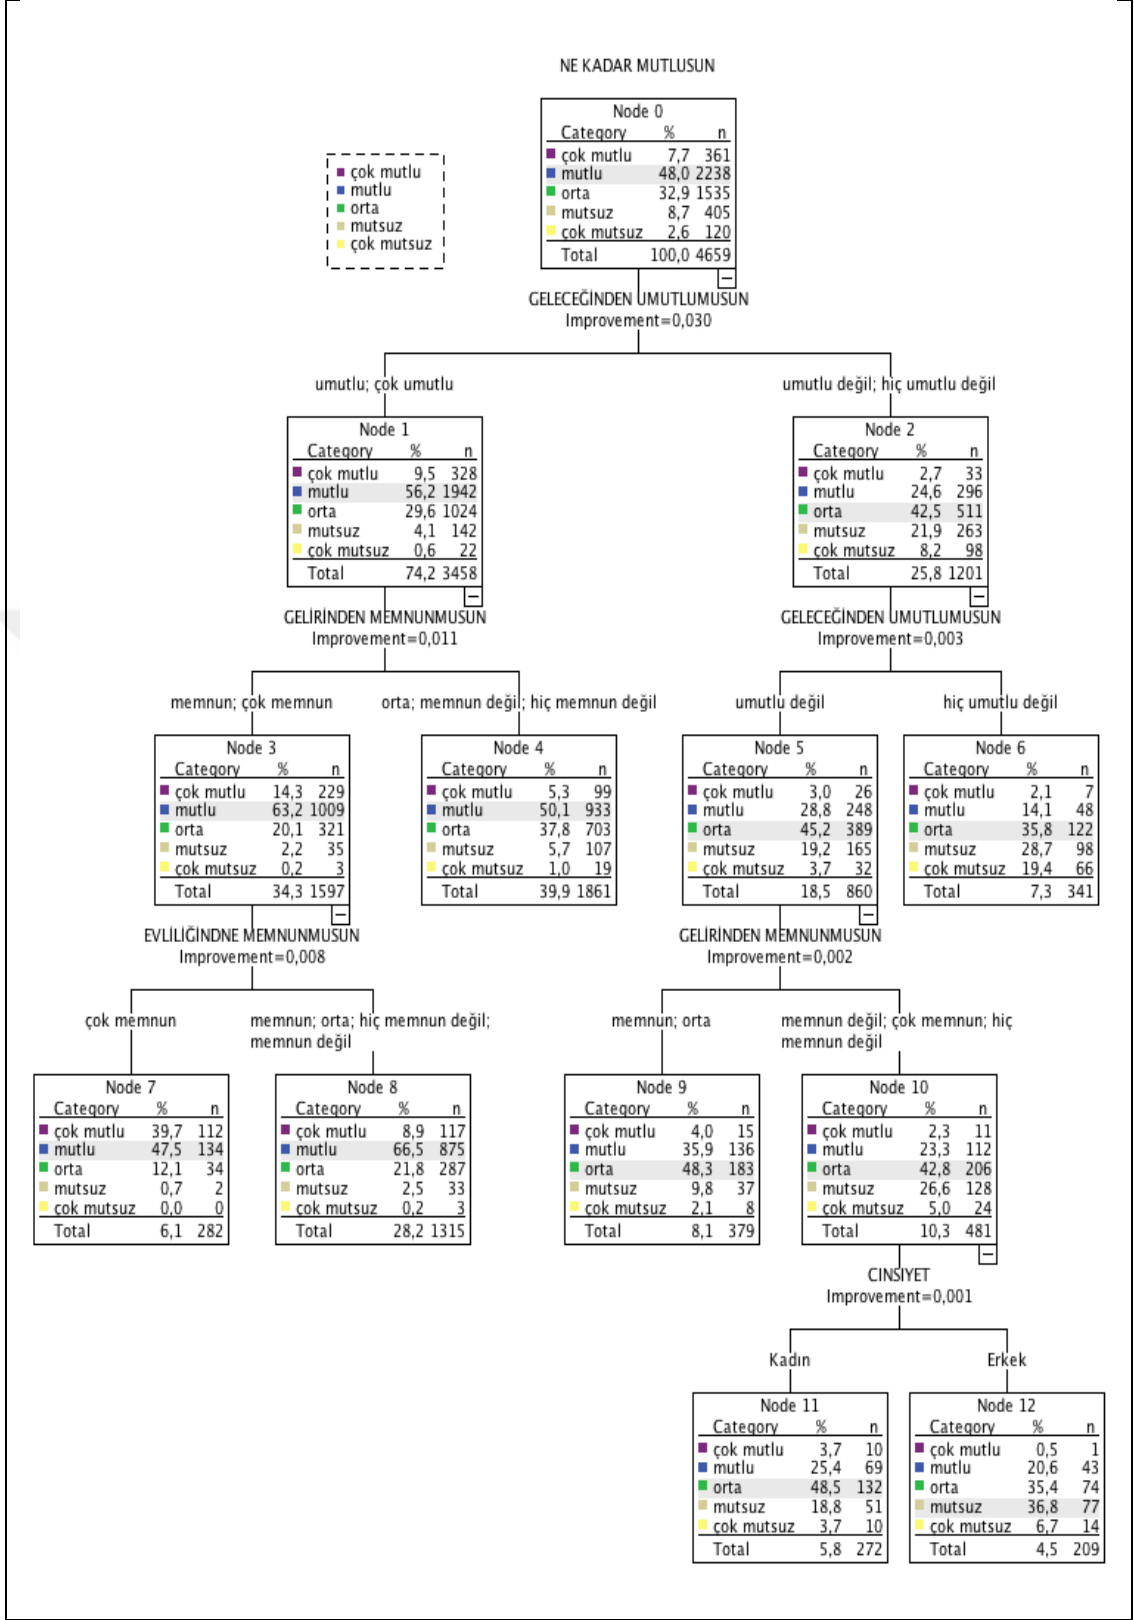 NE KADAR MUTLUSUN
Node 0
Category % n
çok mutlu 7,7 361
mutlu 48,0 2238
orta 32,9 1535
mutsuz 8,7 405
çok mutsuz 2,6 120
Total 100,0 4659
çok mutlu
mutlu
orta
mutsuz
çok mutsuz
GELECEĞİNDEN UMUTLUMUSUN
Improvement=0,030
umutlu; çok umutlu
Node 1
Category % n
çok mutlu 9,5 328
mutlu 56,2 1942
orta 29,6 1024
mutsuz 4,1 142
çok mutsuz 0,6 22
Total 74,2 3458
umutlu değil; hiç umutlu değil
Node 2
Category % n
çok mutlu 2,7 33
mutlu 24,6 296
orta 42,5 511
mutsuz 21,9 263
çok mutsuz 8,2 98
Total 25,8 1201
GELİRİNDEN MEMNUNMUSUN
Improvement=0,011
GELECEĞİNDEN UMUTLUMUSUN
Improvement=0,003
memnun; çok memnun
Node 3
Category % n
çok mutlu 14,3 229
mutlu 63,2 1009
orta 20,1 321
mutsuz 2,2 35
çok mutsuz 0,2 3
Total 34,3 1597
orta; memnun değil; hiç memnun değil
Node 4
Category % n
çok mutlu 5,3 99
mutlu 50,1 933
orta 37,8 703
mutsuz 5,7 107
çok mutsuz 1,0 19
Total 39,9 1861
umutlu değil
Node 5
Category % n
çok mutlu 3,0 26
mutlu 28,8 248
orta 45,2 389
mutsuz 19,2 165
çok mutsuz 3,7 32
Total 18,5 860
hiç umutlu değil
Node 6
Category % n
çok mutlu 2,1 7
mutlu 14,1 48
orta 35,8 122
mutsuz 28,7 98
çok mutsuz 19,4 66
Total 7,3 341
EVLİLİĞİNDNE MEMNUNMUSUN
Improvement=0,008
GELİRİNDEN MEMNUNMUSUN
Improvement=0,002
çok memnun
Node 7
Category % n
çok mutlu 39,7 112
mutlu 47,5 134
orta 12,1 34
mutsuz 0,7 2
çok mutsuz 0,0 0
Total 6,1 282
memnun; orta; hiç memnun değil;
memnun değil
Node 8
Category % n
çok mutlu 8,9 117
mutlu 66,5 875
orta 21,8 287
mutsuz 2,5 33
çok mutsuz 0,2 3
Total 28,2 1315
memnun; orta
Node 9
Category % n
çok mutlu 4,0 15
mutlu 35,9 136
orta 48,3 183
mutsuz 9,8 37
çok mutsuz 2,1 8
Total 8,1 379
memnun değil; çok memnun; hiç
memnun değil
Node 10
Category % n
çok mutlu 2,3 11
mutlu 23,3 112
orta 42,8 206
mutsuz 26,6 128
çok mutsuz 5,0 24
Total 10,3 481
CINSIYET
Improvement=0,001
Kadın
Node 11
Category % n
çok mutlu 3,7 10
mutlu 25,4 69
orta 48,5 132
mutsuz 18,8 51
çok mutsuz 3,7 10
Total 5,8 272
Erkek
Node 12
Category % n
çok mutlu 0,5 1
mutlu 20,6 43
orta 35,4 74
mutsuz 36,8 77
çok mutsuz 6,7 14
Total 4,5 209